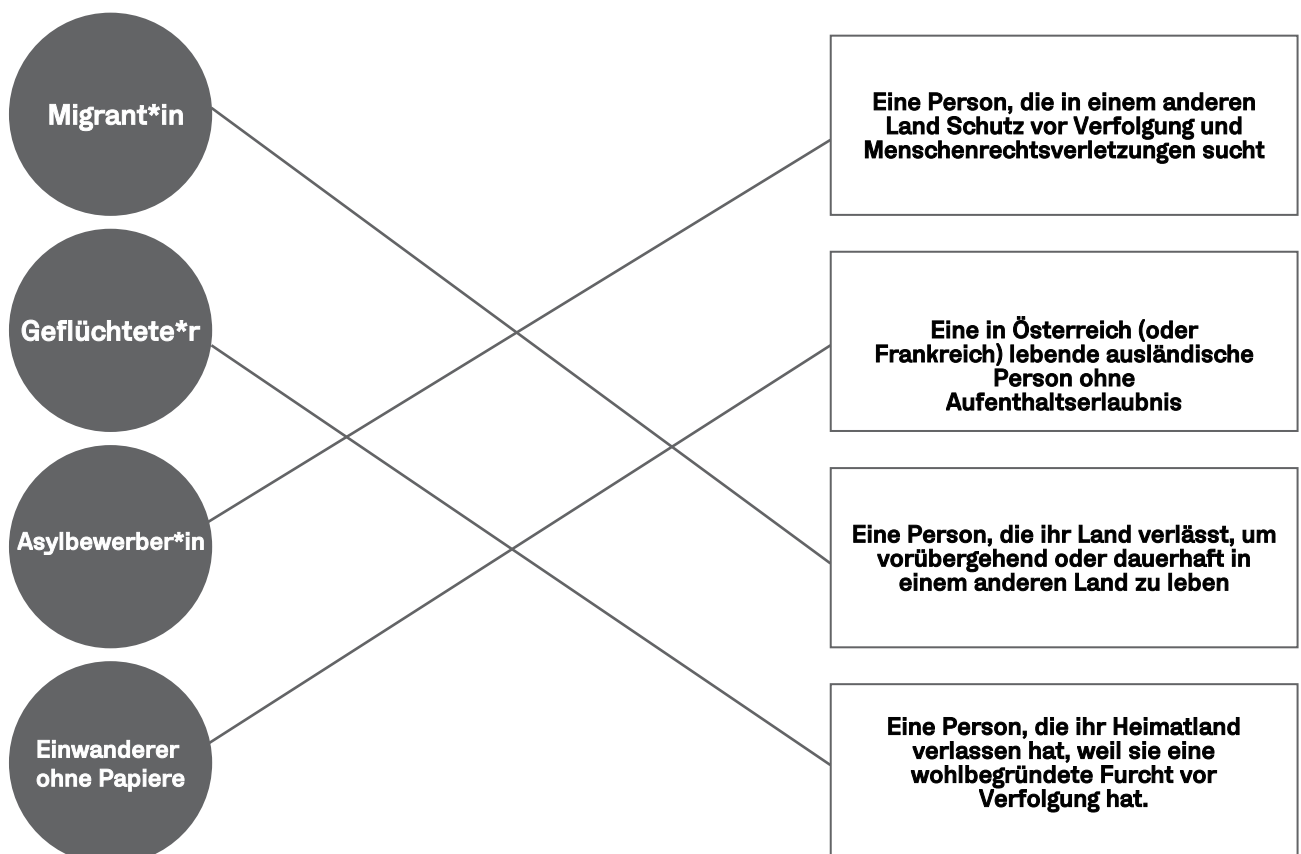 Migrant*in
Eine Person, die in einem anderen
Land Schutz vor Verfolgung und
Menschenrechtsverletzungen sucht
Geflüchtete*r
Eine in Österreich (oder
Frankreich) lebende ausländische
Person ohne
Aufenthaltserlaubnis
Asylbewerber*in
Eine Person, die ihr Land verlässt, um
vorübergehend oder dauerhaft in
einem anderen Land zu leben
Einwanderer
ohne Papiere
Eine Person, die ihr Heimatland
verlassen hat, weil sie eine
wohlbegründete Furcht vor
Verfolgung hat.